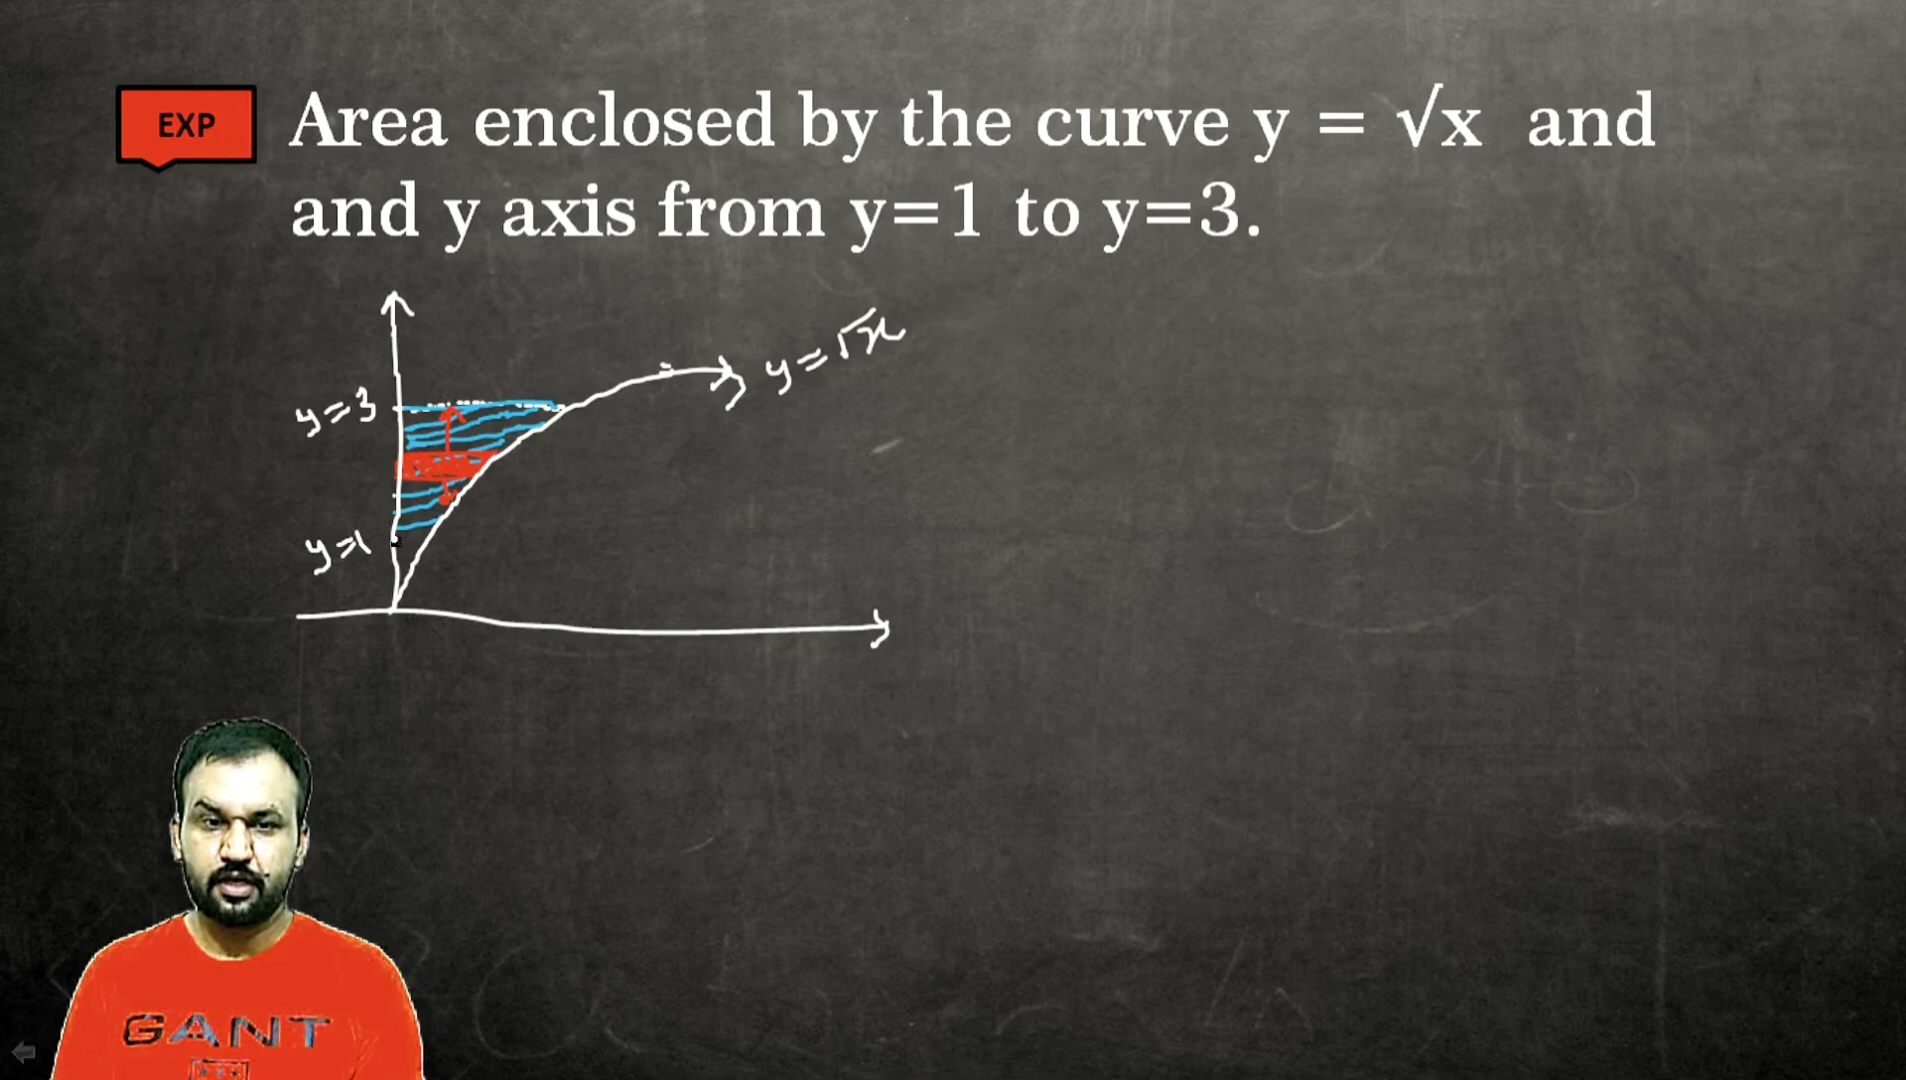 EXP
Area enclosed by the curve y = √x and
and y axis from y=1 to y=3.
y=√x
y=3
y=1
GANT